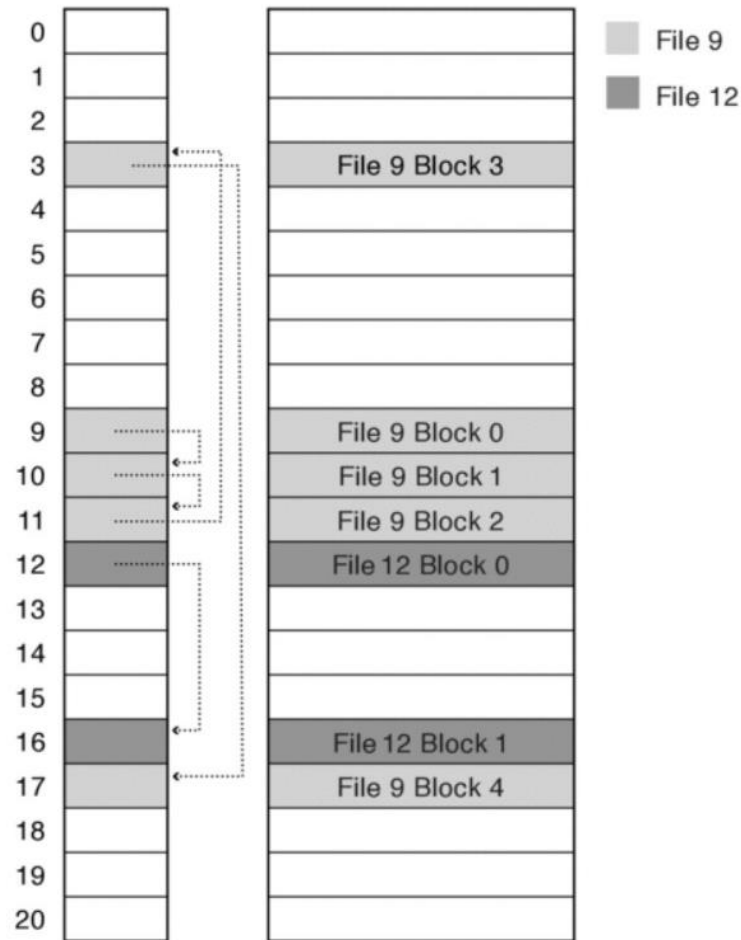 0
File 9
1
File 12
2
3 File 9 Block 3
4
5
6
7
8
9 File 9 Block 0
10 File 9 Block 1
11 File 9 Block 2
12 File 12 Block 0
13
14
15
16 File 12 Block 1
17 File 9 Block 4
18
19
20